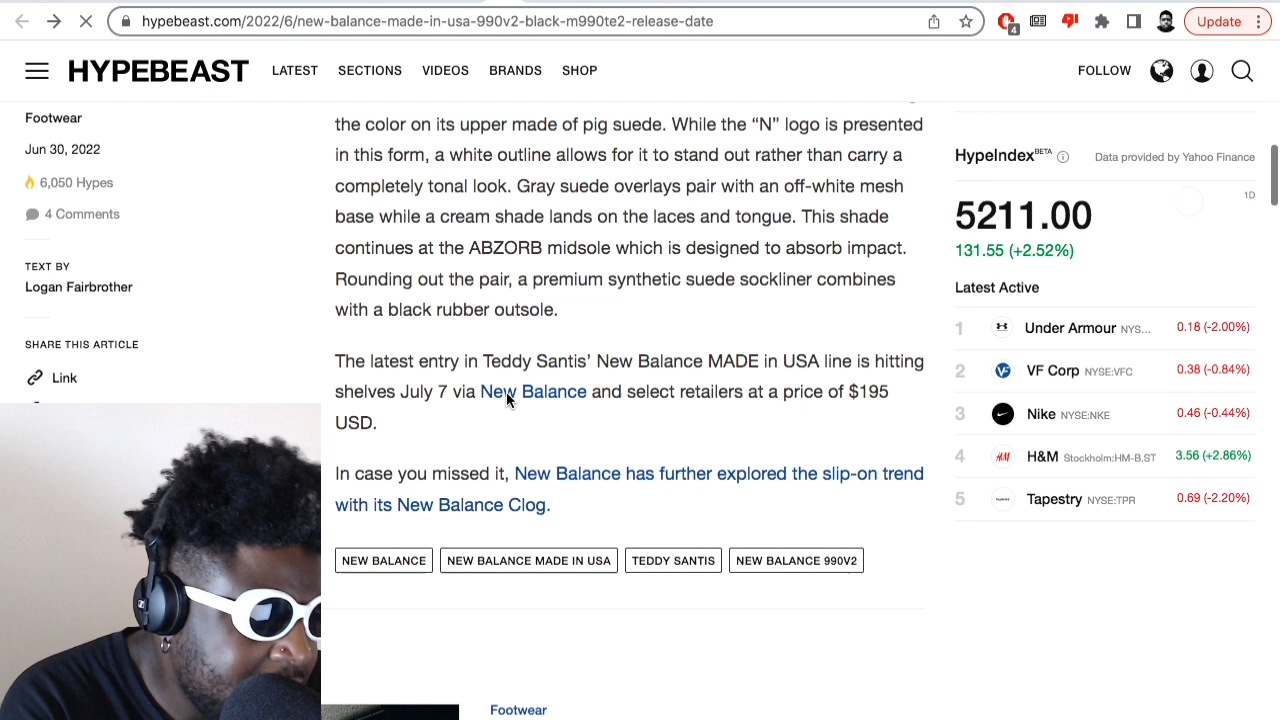 hypebeast.com/2022/6/new-balance-made-in-usa-990v2-black-m990te2-release-date
4
Update
HYPEBEAST
LATEST
SECTIONS
VIDEOS
BRANDS
SHOP
FOLLOW
Footwear
Jun 30, 2022
6,050 Hypes
4 Comments
TEXT BY
Logan Fairbrother
SHARE THIS ARTICLE
Link
the color on its upper made of pig suede. While the “N” logo is presented
in this form, a white outline allows for it to stand out rather than carry a
completely tonal look. Gray suede overlays pair with an off-white mesh
base while a cream shade lands on the laces and tongue. This shade
continues at the ABZORB midsole which is designed to absorb impact.
Rounding out the pair, a premium synthetic suede sockliner combines
with a black rubber outsole.
The latest entry in Teddy Santis’ New Balance MADE in USA line is hitting
shelves July 7 via New Balance and select retailers at a price of $195
USD.
In case you missed it, New Balance has further explored the slip-on trend
with its New Balance Clog.
NEW BALANCE
NEW BALANCE MADE IN USA
TEDDY SANTIS
NEW BALANCE 990V2
Footwear
HypeIndex BETA
Data provided by Yahoo Finance
1D
5211.00
131.55 (+2.52%)
Latest Active
1 Under Armour NYS... 0.18 (-2.00%)
2 VF Corp NYSE:VFC 0.38 (-0.84%)
3 Nike NYSE:NKE 0.46 (-0.44%)
4 H&M Stockholm:HM-B.ST 3.56 (+2.86%)
5 Tapestry NYSE:TPR 0.69 (-2.20%)